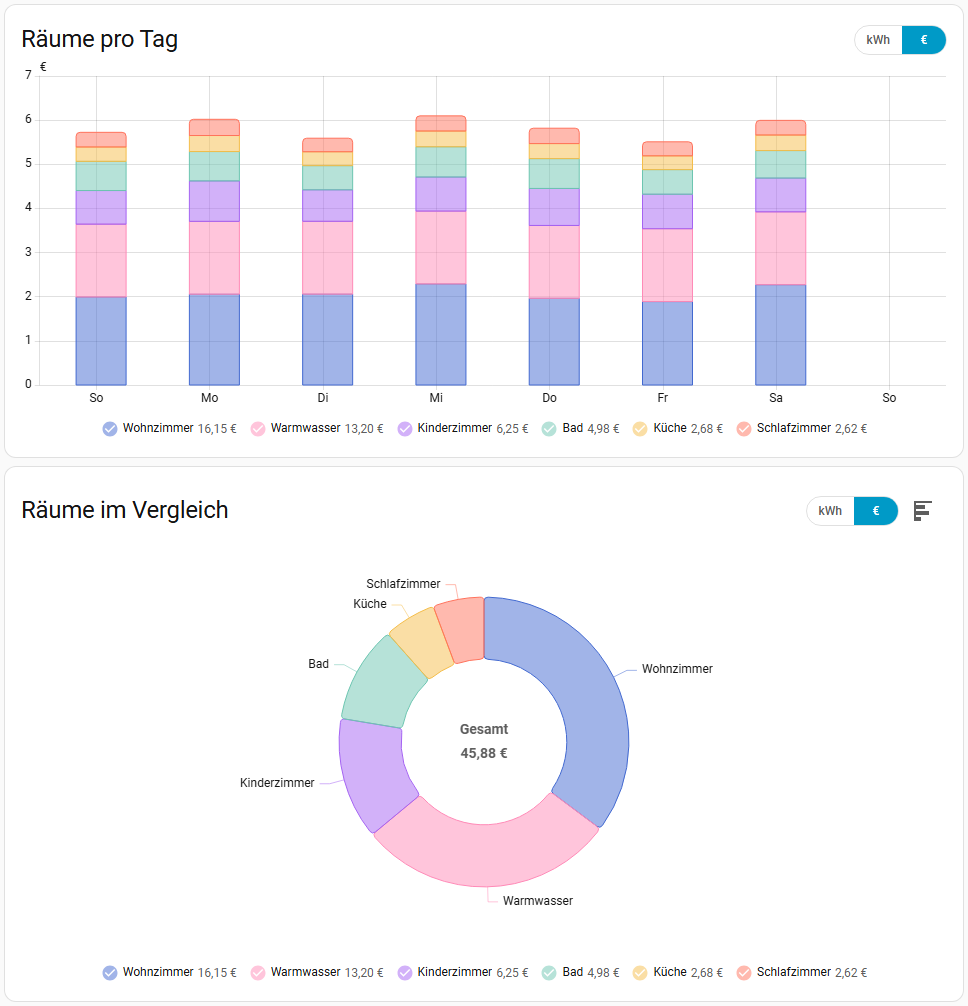 Räume pro Tag
kWh €
€
7
6
5
4
3
2
1
0
So Mo Di Mi Do Fr Sa So
Wohnzimmer 16,15 € Warmwasser 13,20 € Kinderzimmer 6,25 € Bad 4,98 € Küche 2,68 € Schlafzimmer 2,62 €
Räume im Vergleich
kWh €
Schlafzimmer
Küche
Bad
Wohnzimmer
Gesamt
45,88 €
Kinderzimmer
Warmwasser
Wohnzimmer 16,15 € Warmwasser 13,20 € Kinderzimmer 6,25 € Bad 4,98 € Küche 2,68 € Schlafzimmer 2,62 €